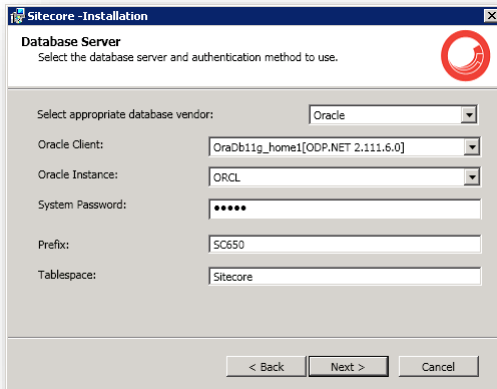 Sitecore -Installation
Database Server
Select the database server and authentication method to use.
Select appropriate database vendor: Oracle
Oracle Client: OraDb11g_home1[ODP.NET 2.111.6.0]
Oracle Instance: ORCL
System Password: •••••
Prefix: SC650
Tablespace: Sitecore
< Back Next > Cancel